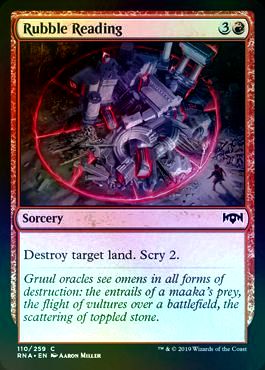 Rubble Reading 3
Sorcery
Destroy target land. Scry 2.
Gruul oracles see omens in all forms of
destruction: the entrails of a maaka's prey,
the flight of vultures over a battlefield, the
scattering of toppled stone.
110/259 C
RNA • EN AARON MILLER ™ & © 2019 Wizards of the Coast